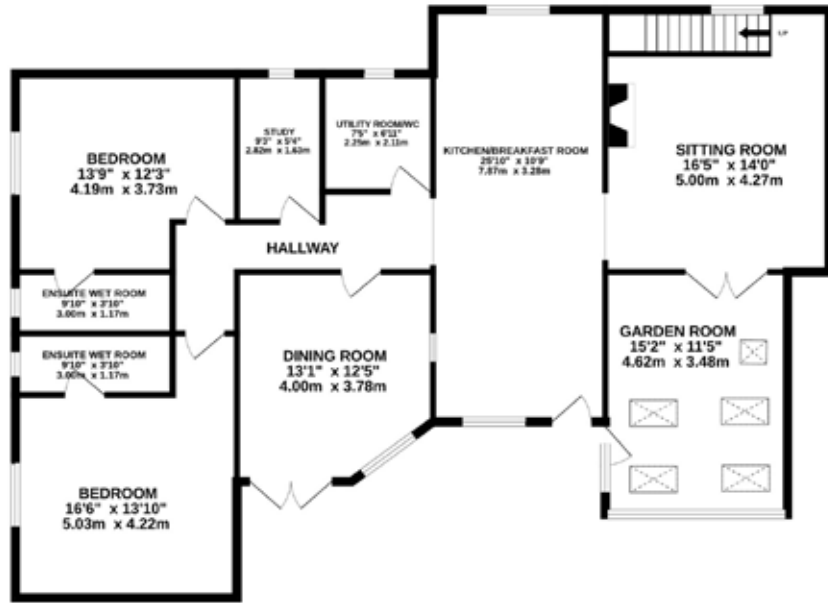 UP
STUDY
9'3" x 5'4"
2.82m x 1.63m
UTILITY ROOM/WC
7'5" x 6'11"
2.25m x 2.11m
KITCHEN/BREAKFAST ROOM
25'10" x 10'9"
7.87m x 3.28m
SITTING ROOM
16'5" x 14'0"
5.00m x 4.27m
BEDROOM
13'9" x 12'3"
4.19m x 3.73m
HALLWAY
ENSUITE WET ROOM
9'10" x 3'10"
3.00m x 1.17m
ENSUITE WET ROOM
9'10" x 3'10"
3.00m x 1.17m
DINING ROOM
13'1" x 12'5"
4.00m x 3.78m
GARDEN ROOM
15'2" x 11'5"
4.62m x 3.48m
BEDROOM
16'6" x 13'10"
5.03m x 4.22m